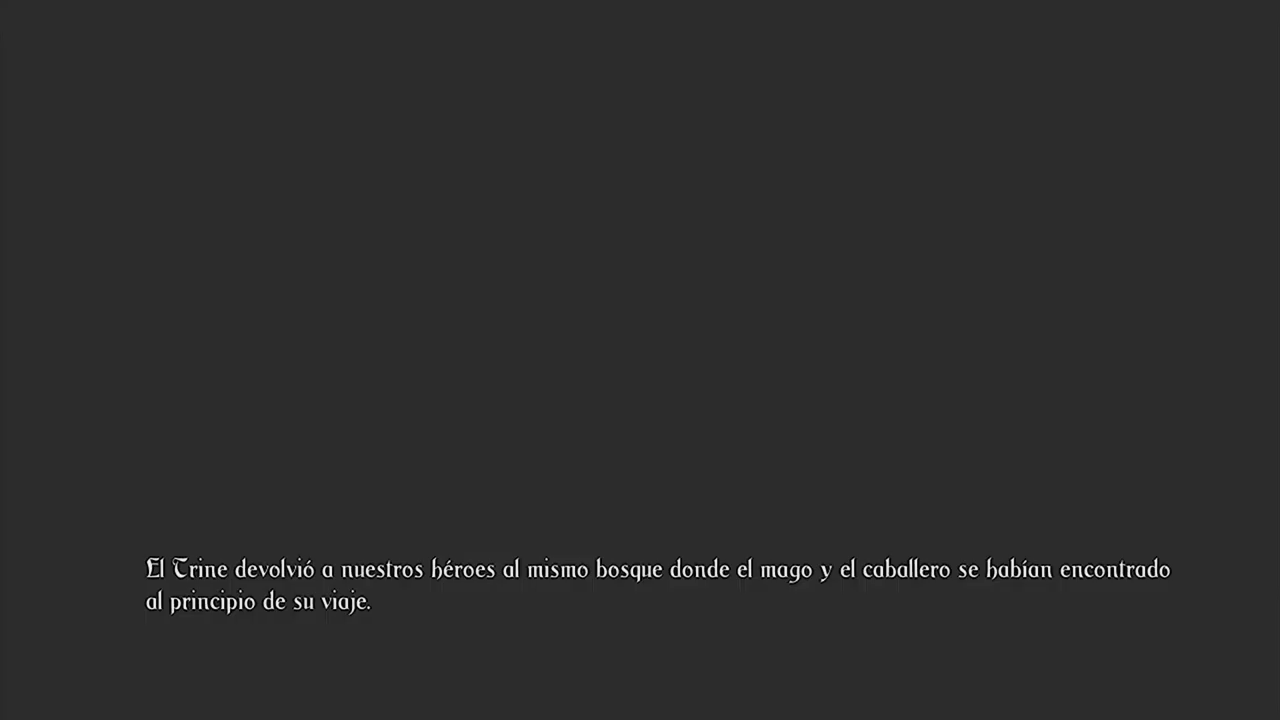 El Trine devolvió a nuestros héroes al mismo bosque donde el mago y el caballero se habían encontrado
al principio de su viaje.